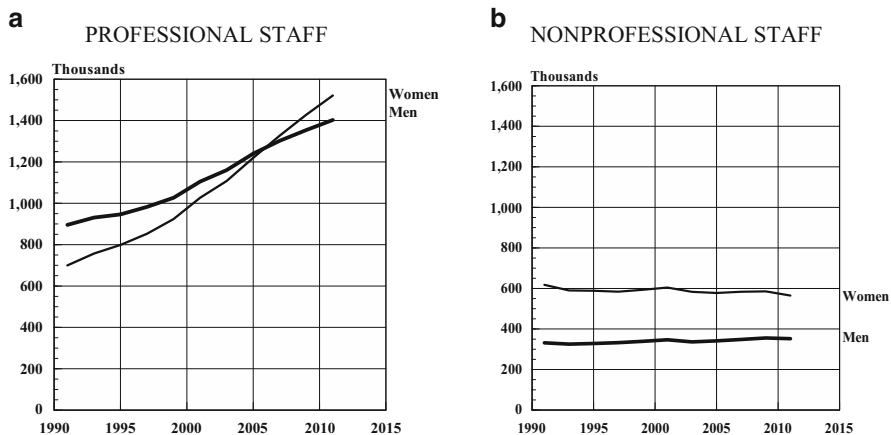 a
PROFESSIONAL STAFF
Thousands
1,600
1,400
1,200
1,000
800
600
400
200
0
1990 1995 2000 2005 2010 2015
Women
Men
b
NONPROFESSIONAL STAFF
Thousands
1,600
1,400
1,200
1,000
800
600
400
200
0
1990 1995 2000 2005 2010 2015
Women
Men